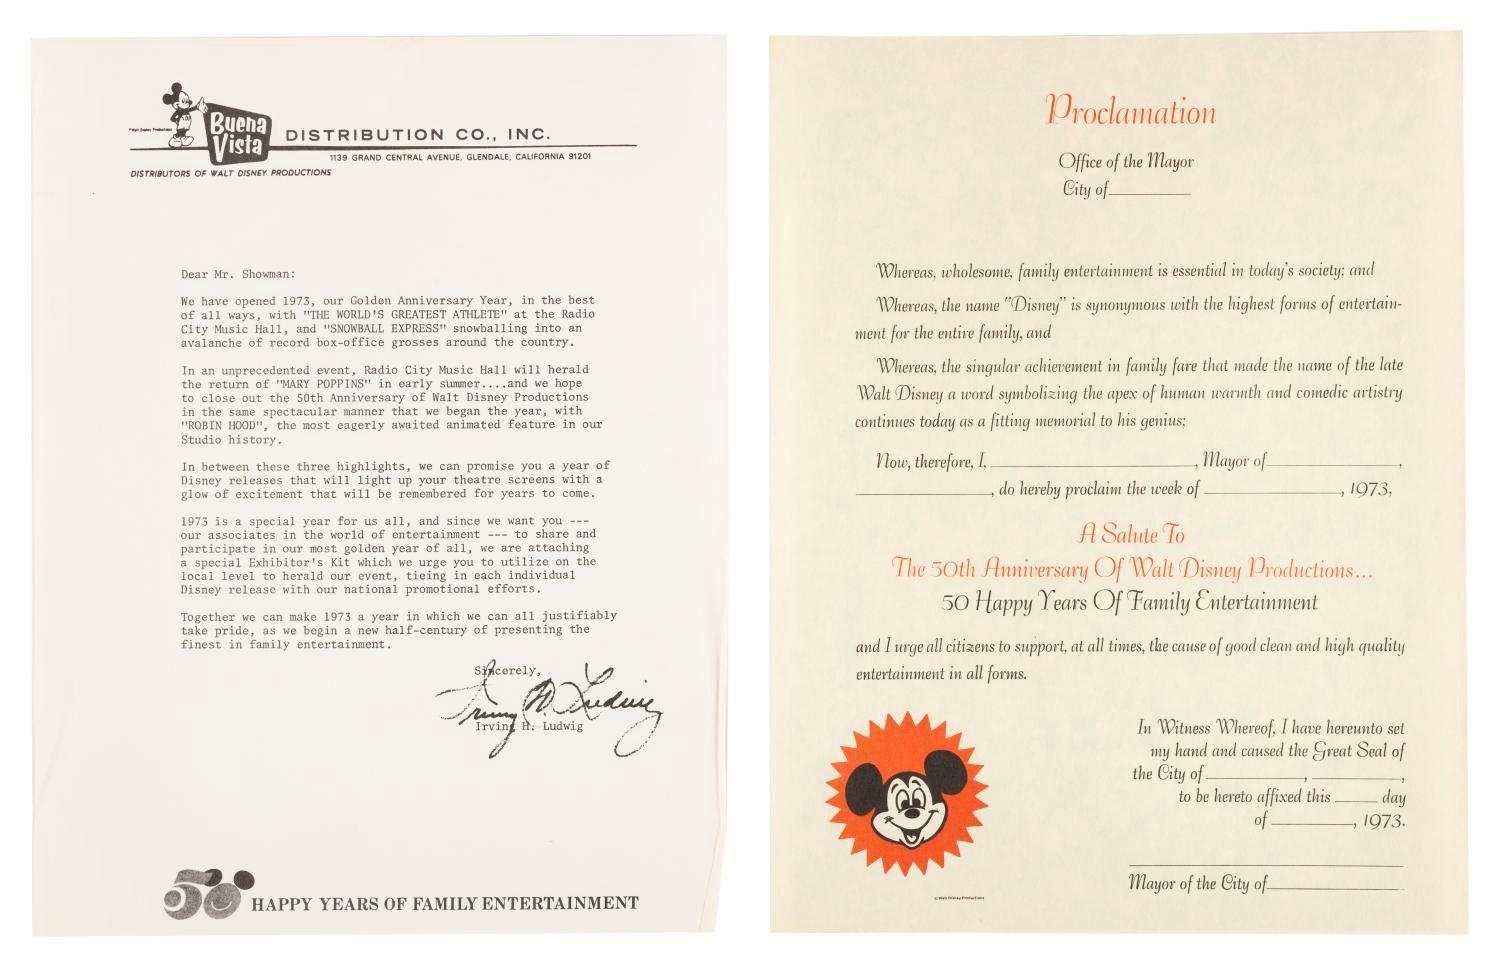 Buena
Vista
DISTRIBUTION CO., INC.
©Walt Disney Productions
1139 GRAND CENTRAL AVENUE, GLENDALE, CALIFORNIA 91201
DISTRIBUTORS OF WALT DISNEY PRODUCTIONS
Dear Mr. Showman:
We have opened 1973, our Golden Anniversary Year, in the best
of all ways, with "THE WORLD'S GREATEST ATHLETE" at the Radio
City Music Hall, and "SNOWBALL EXPRESS" snowballing into an
avalanche of record box-office grosses around the country.
In an unprecedented event, Radio City Music Hall will herald
the return of "MARY POPPINS" in early summer....and we hope
to close out the 50th Anniversary of Walt Disney Productions
in the same spectacular manner that we began the year, with
"ROBIN HOOD", the most eagerly awaited animated feature in our
Studio history.
In between these three highlights, we can promise you a year of
Disney releases that will light up your theatre screens with a
glow of excitement that will be remembered for years to come.
1973 is a special year for us all, and since we want you ---
our associates in the world of entertainment --- to share and
participate in our most golden year of all, we are attaching
a special Exhibitor's Kit which we urge you to utilize on the
local level to herald our event, tieing in each individual
Disney release with our national promotional efforts.
Together we can make 1973 a year in which we can all justifiably
take pride, as we begin a new half-century of presenting the
finest in family entertainment.
Sincerely,
Irving H. Ludwig
Irving H. Ludwig
50 HAPPY YEARS OF FAMILY ENTERTAINMENT
Proclamation
Office of the Mayor
City of__________
Whereas, wholesome, family entertainment is essential in today's society; and
Whereas, the name "Disney" is synonymous with the highest forms of entertain-
ment for the entire family, and
Whereas, the singular achievement in family fare that made the name of the late
Walt Disney a word symbolizing the apex of human warmth and comedic artistry
continues today as a fitting memorial to his genius;
Now, therefore, I, __________, Mayor of__________,
__________, do hereby proclaim the week of __________, 1973,
A Salute To
The 50th Anniversary Of Walt Disney Productions...
50 Happy Years Of Family Entertainment
and I urge all citizens to support, at all times, the cause of good clean and high quality
entertainment in all forms.
In Witness Whereof, I have hereunto set
my hand and caused the Great Seal of
the City of __________, __________,
to be hereto affixed this _____ day
of __________, 1973.
Mayor of the City of__________
© Walt Disney Productions